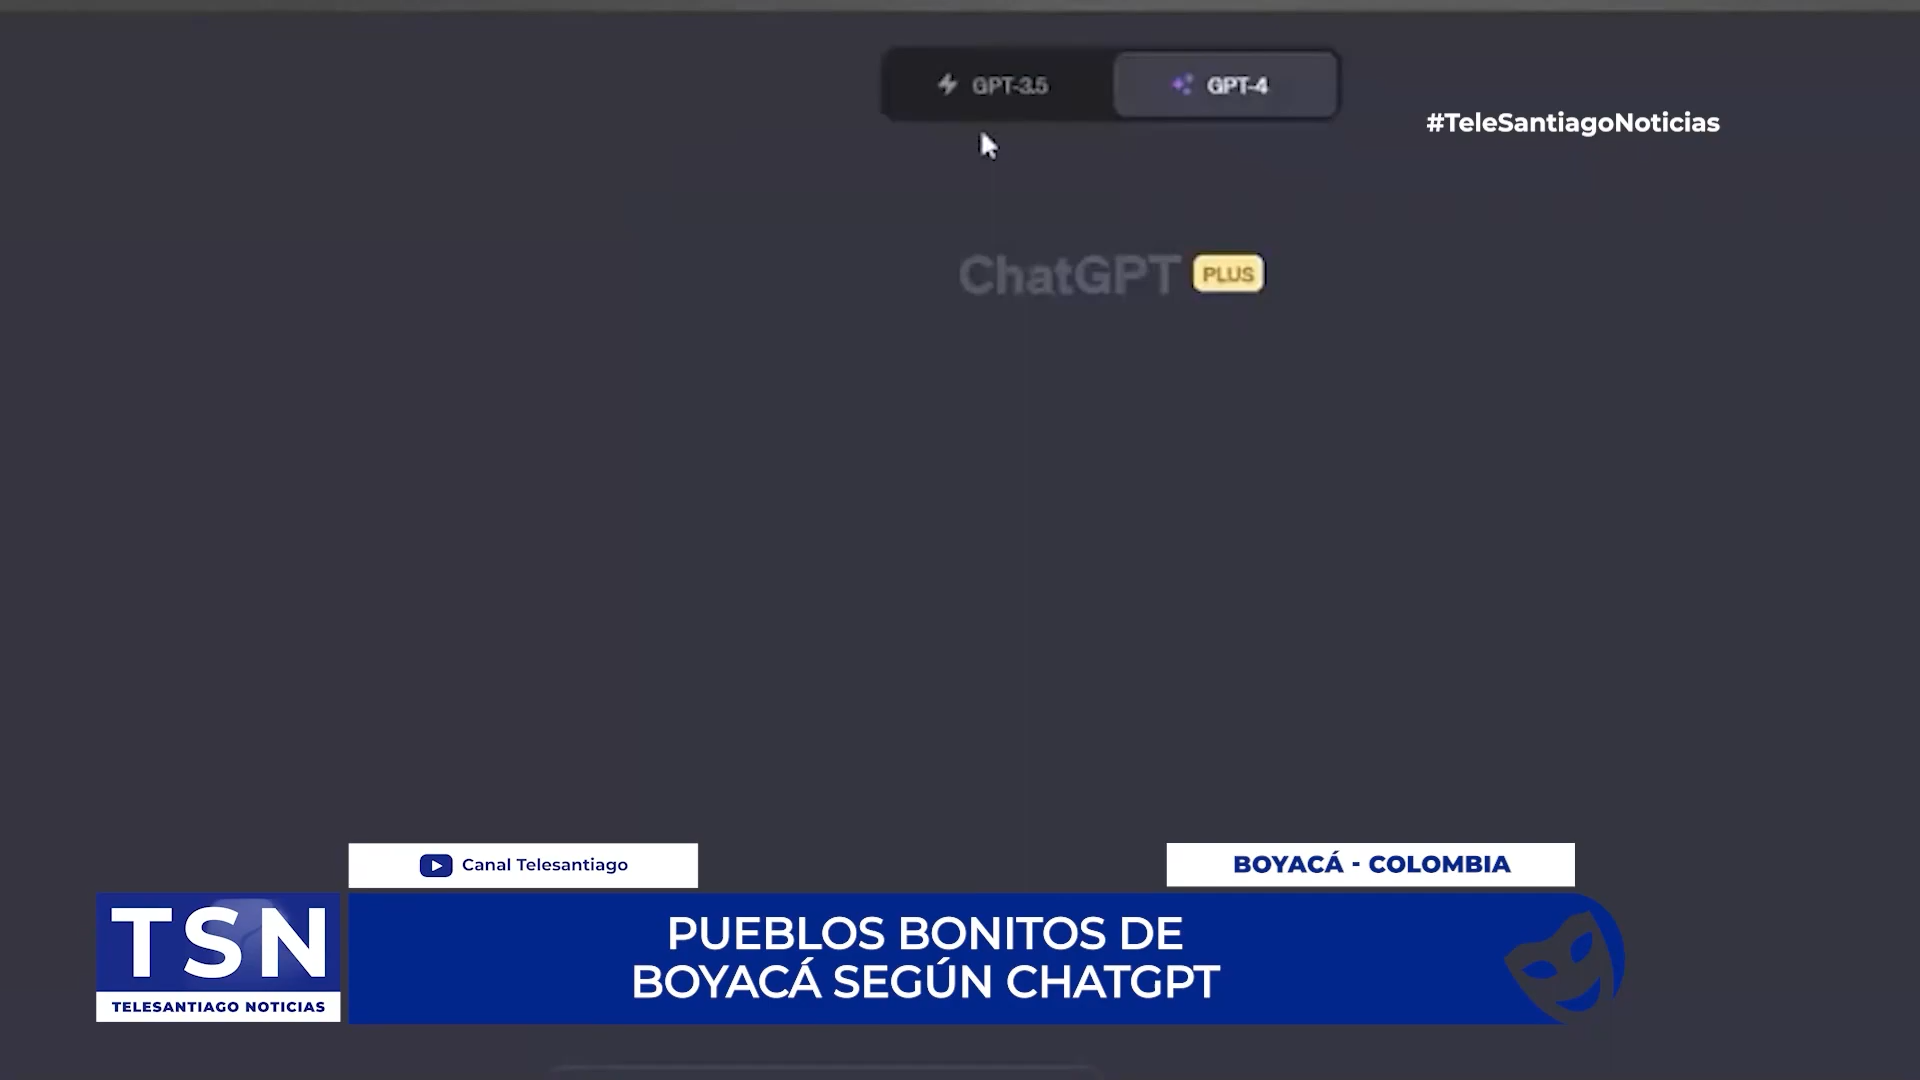 GPT-3.5
GPT-4
#TeleSantiagoNoticias
ChatGPT PLUS
Canal Telesantiago
BOYACÁ - COLOMBIA
TSN
TELESANTIAGO NOTICIAS
PUEBLOS BONITOS DE
BOYACÁ SEGÚN CHATGPT